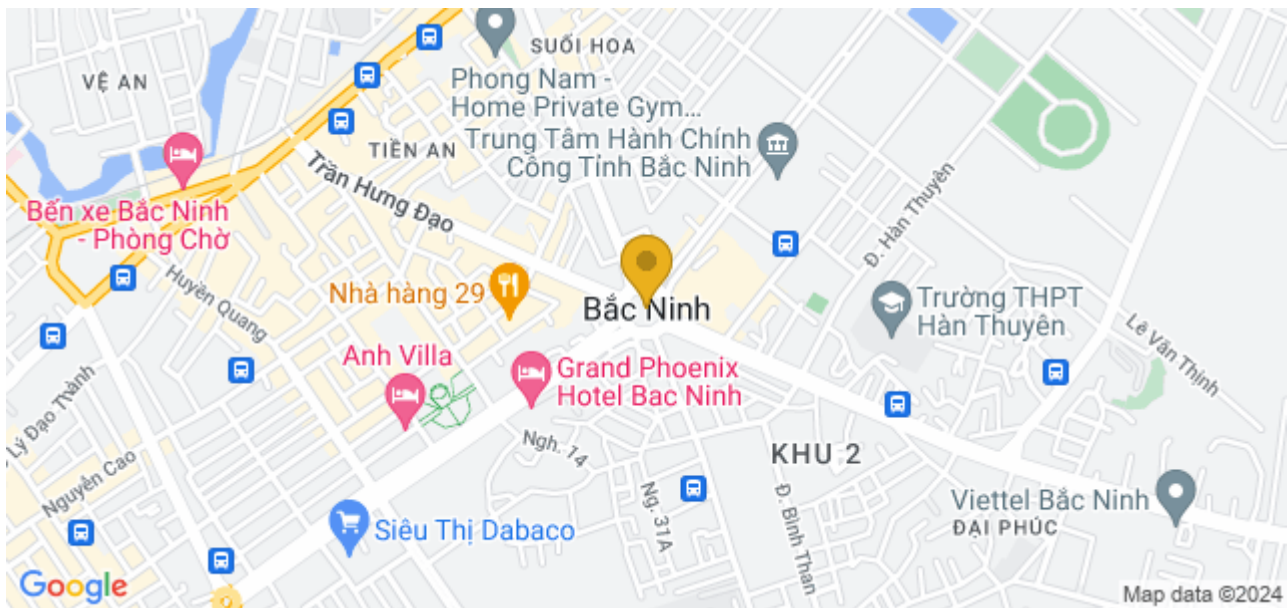 SUỐI HOA
VỆ AN
Phong Nam -
Home Private Gym...
Trung Tâm Hành Chính
Công Tỉnh Bắc Ninh
TIỀN AN
Trần Hưng Đạo
Bến xe Bắc Ninh
- Phòng Chờ
Đ. Hàn Thuyên
Huyền Quang
Nhà hàng 29
Bắc Ninh
Trường THPT
Hàn Thuyên
Lê Văn Thịnh
Anh Villa
Grand Phoenix
Hotel Bac Ninh
Lý Đạo Thành
Nguyên Cao
Ngh. 14
KHU 2
Ng. 31A
Đ. Bình Than
Viettel Bắc Ninh
ĐẠI PHÚC
Siêu Thị Dabaco
Google
Map data ©2024